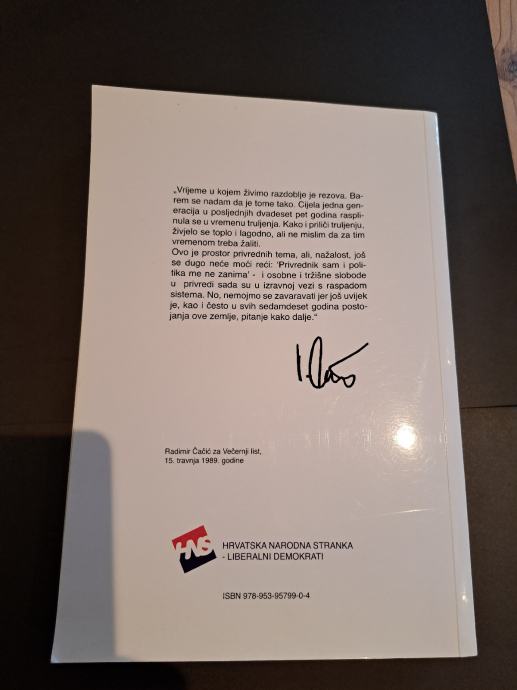 „Vrijeme u kojem živimo razdoblje je rezova. Ba-
rem se nadam da je tome tako. Cijela jedna gen-
eracija u posljednjih dvadeset pet godina raspli-
nula se u vremenu truljenja. Kako i priliči truljenju,
živjelo se toplo i lagodno, ali ne mislim da za tim
vremenom treba žaliti.
Ovo je prostor privrednih tema, ali, nažalost, još
se dugo neće moći reći: 'Privrednik sam i poli-
tika me ne zanima' - i osobne i tržišne slobode
u privredi sada su u izravnoj vezi s raspadom
sistema. No, nemojmo se zavaravati jer još uvijek
je, kao i često u svih sedamdeset godina posto-
janja ove zemlje, pitanje kako dalje.“
Radimir Čačić za Večernji list,
15. travnja 1989. godine
HNS
HRVATSKA NARODNA STRANKA
- LIBERALNI DEMOKRATI
ISBN 978-953-95799-0-4